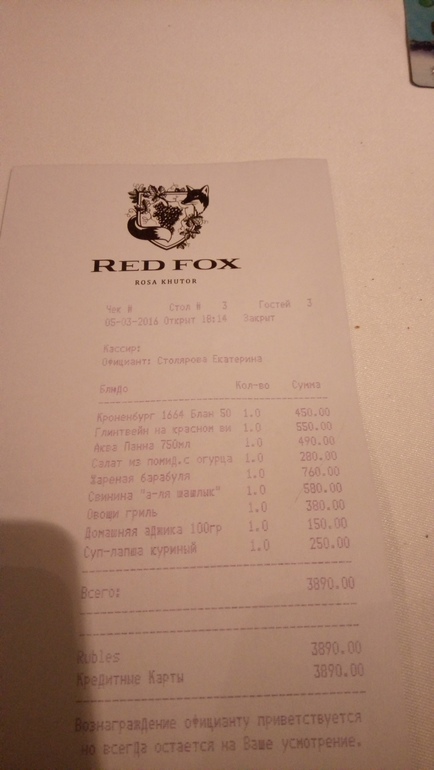 RED FOX
ROSA KHUTOR
Чек # Стол # 3 Гостей 3
05-03-2016 Открыт 18:14 Закрыт
Кассир:
Официант: Столярова Екатерина
Блюдо Кол-во Сумма
Кроненбург 1664 Блан 50 1.0 450.00
Глинтвейн на красном ви 1.0 550.00
Аква Панна 750мл 1.0 490.00
Салат из помид.с огурца 1.0 280.00
Жареная барабуля 1.0 760.00
Свинина "а-ля шашлык" 1.0 580.00
Овощи гриль 1.0 380.00
Домашняя аджика 100гр 1.0 150.00
Суп-лапша куриный 1.0 250.00
Всего: 3890.00
Rubles 3890.00
Кредитные Карты 3890.00
Вознаграждение официанту приветствуется
но всегда остается на Ваше усмотрение.